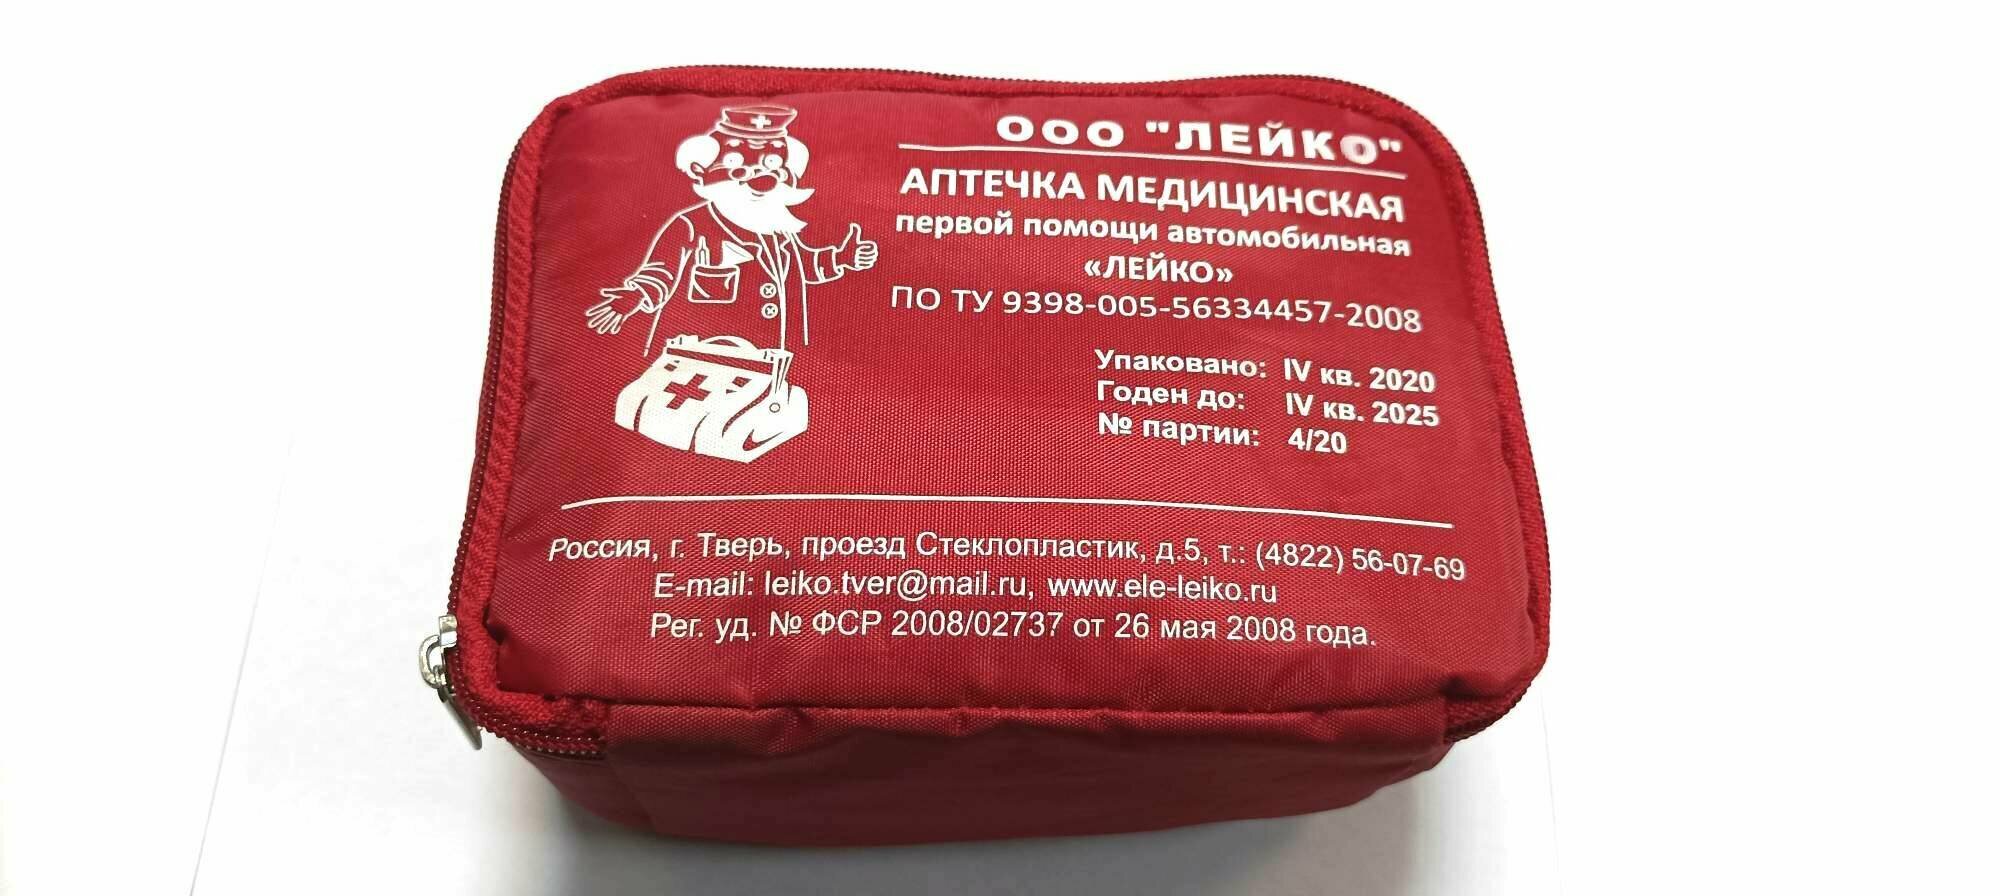 ООО "ЛЕЙКО"
АПТЕЧКА МЕДИЦИНСКАЯ
первой помощи автомобильная
«ЛЕЙКО»
ПО ТУ 9398-005-56334457-2008
Упаковано: IV кв. 2020
Годен до: IV кв. 2025
№ партии: 4/20
Россия, г. Тверь, проезд Стеклопластик, д.5, т.: (4822) 56-07-69
E-mail: leiko.tver@mail.ru, www.ele-leiko.ru
Рег. уд. № ФСР 2008/02737 от 26 мая 2008 года.